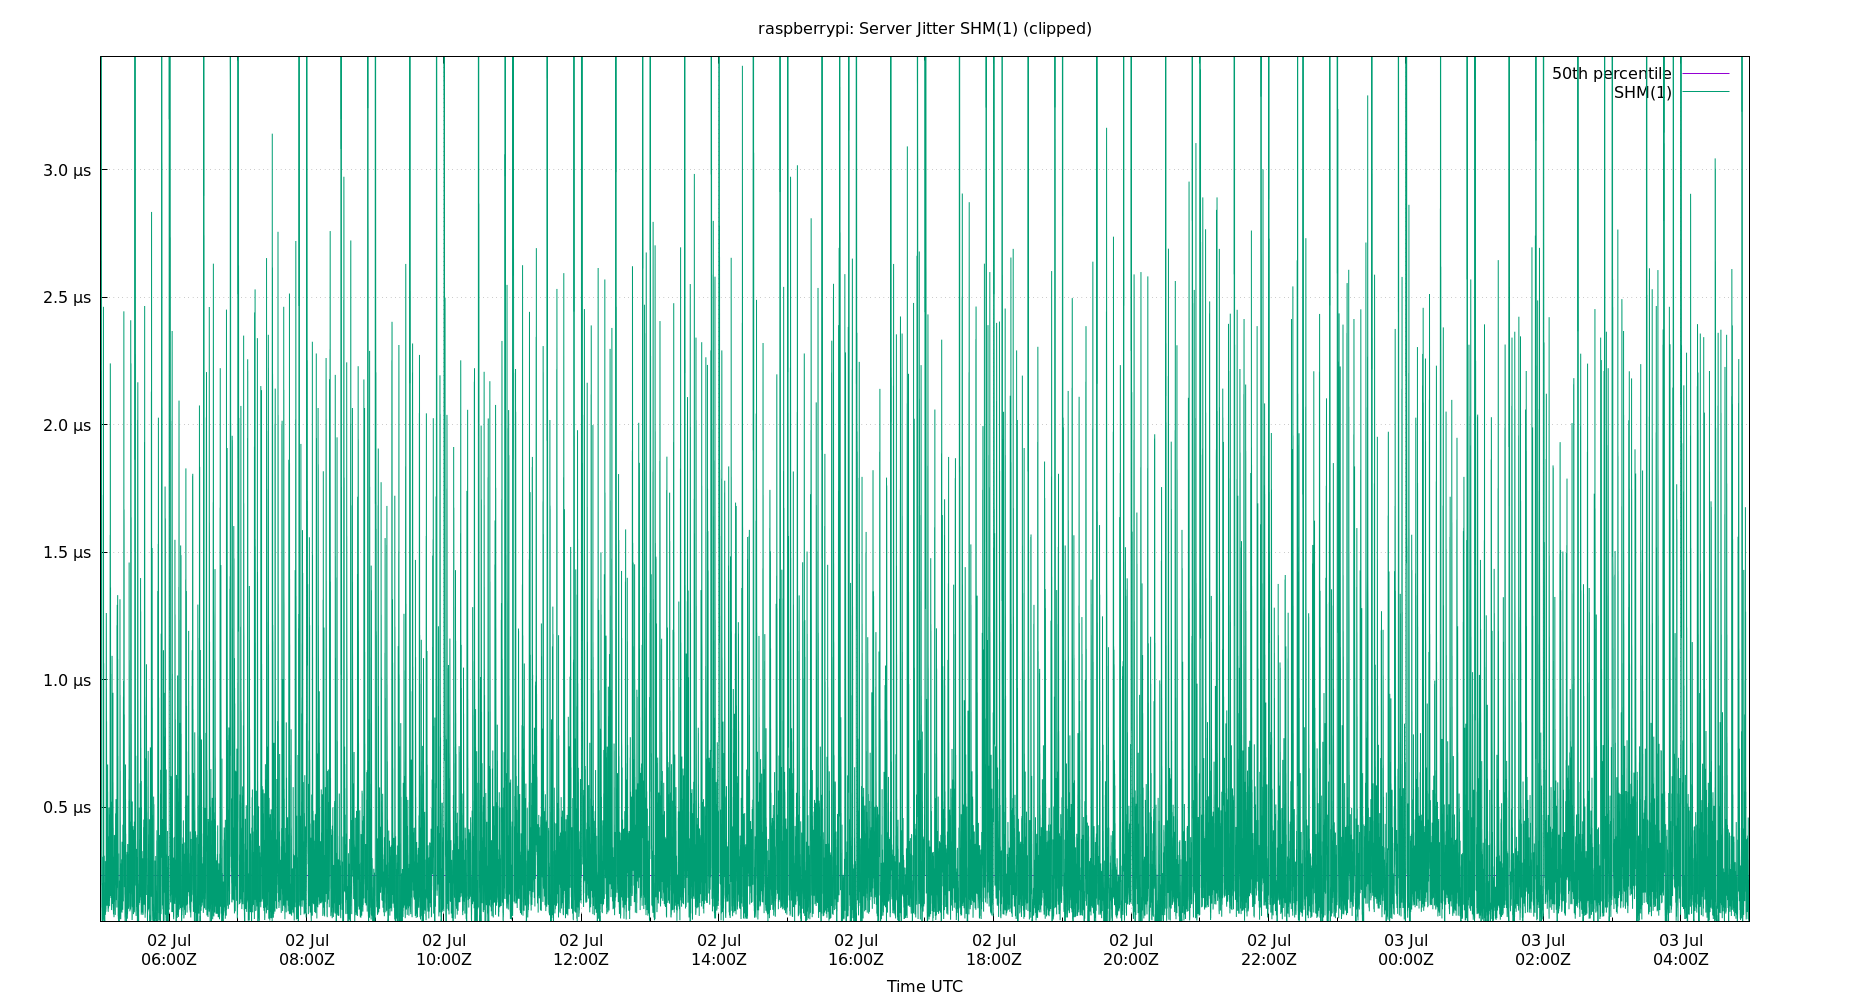 raspberrypi: Server Jitter SHM(1) (clipped)
50th percentile
SHM(1)
3.0 µs
2.5 µs
2.0 µs
1.5 µs
1.0 µs
0.5 µs
02 Jul 02 Jul 02 Jul 02 Jul 02 Jul 02 Jul 02 Jul 02 Jul 02 Jul 03 Jul 03 Jul 03 Jul
06:00Z 08:00Z 10:00Z 12:00Z 14:00Z 16:00Z 18:00Z 20:00Z 22:00Z 00:00Z 02:00Z 04:00Z
Time UTC